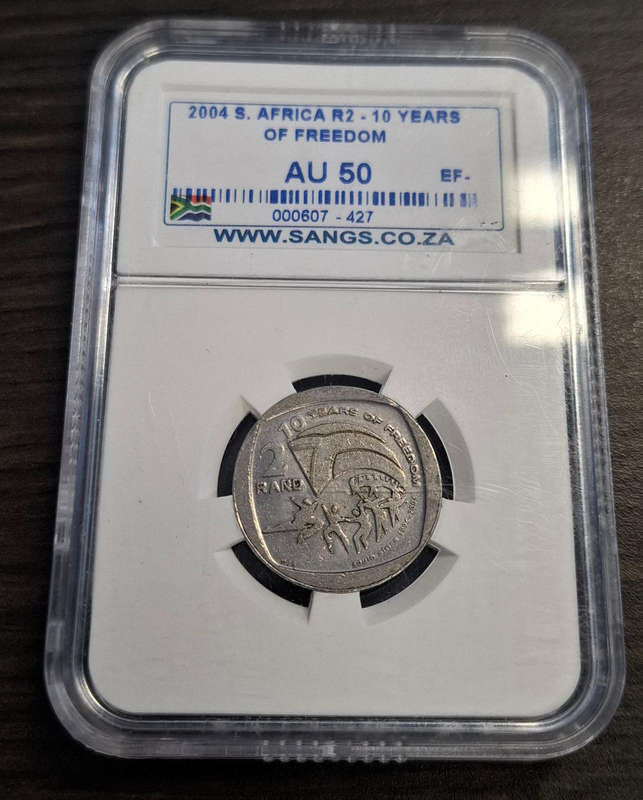 2004 S. AFRICA R2 - 10 YEARS
OF FREEDOM
AU 50 EF-
000607 - 427
WWW.SANGS.CO.ZA
10 YEARS OF FREEDOM
2
RAND